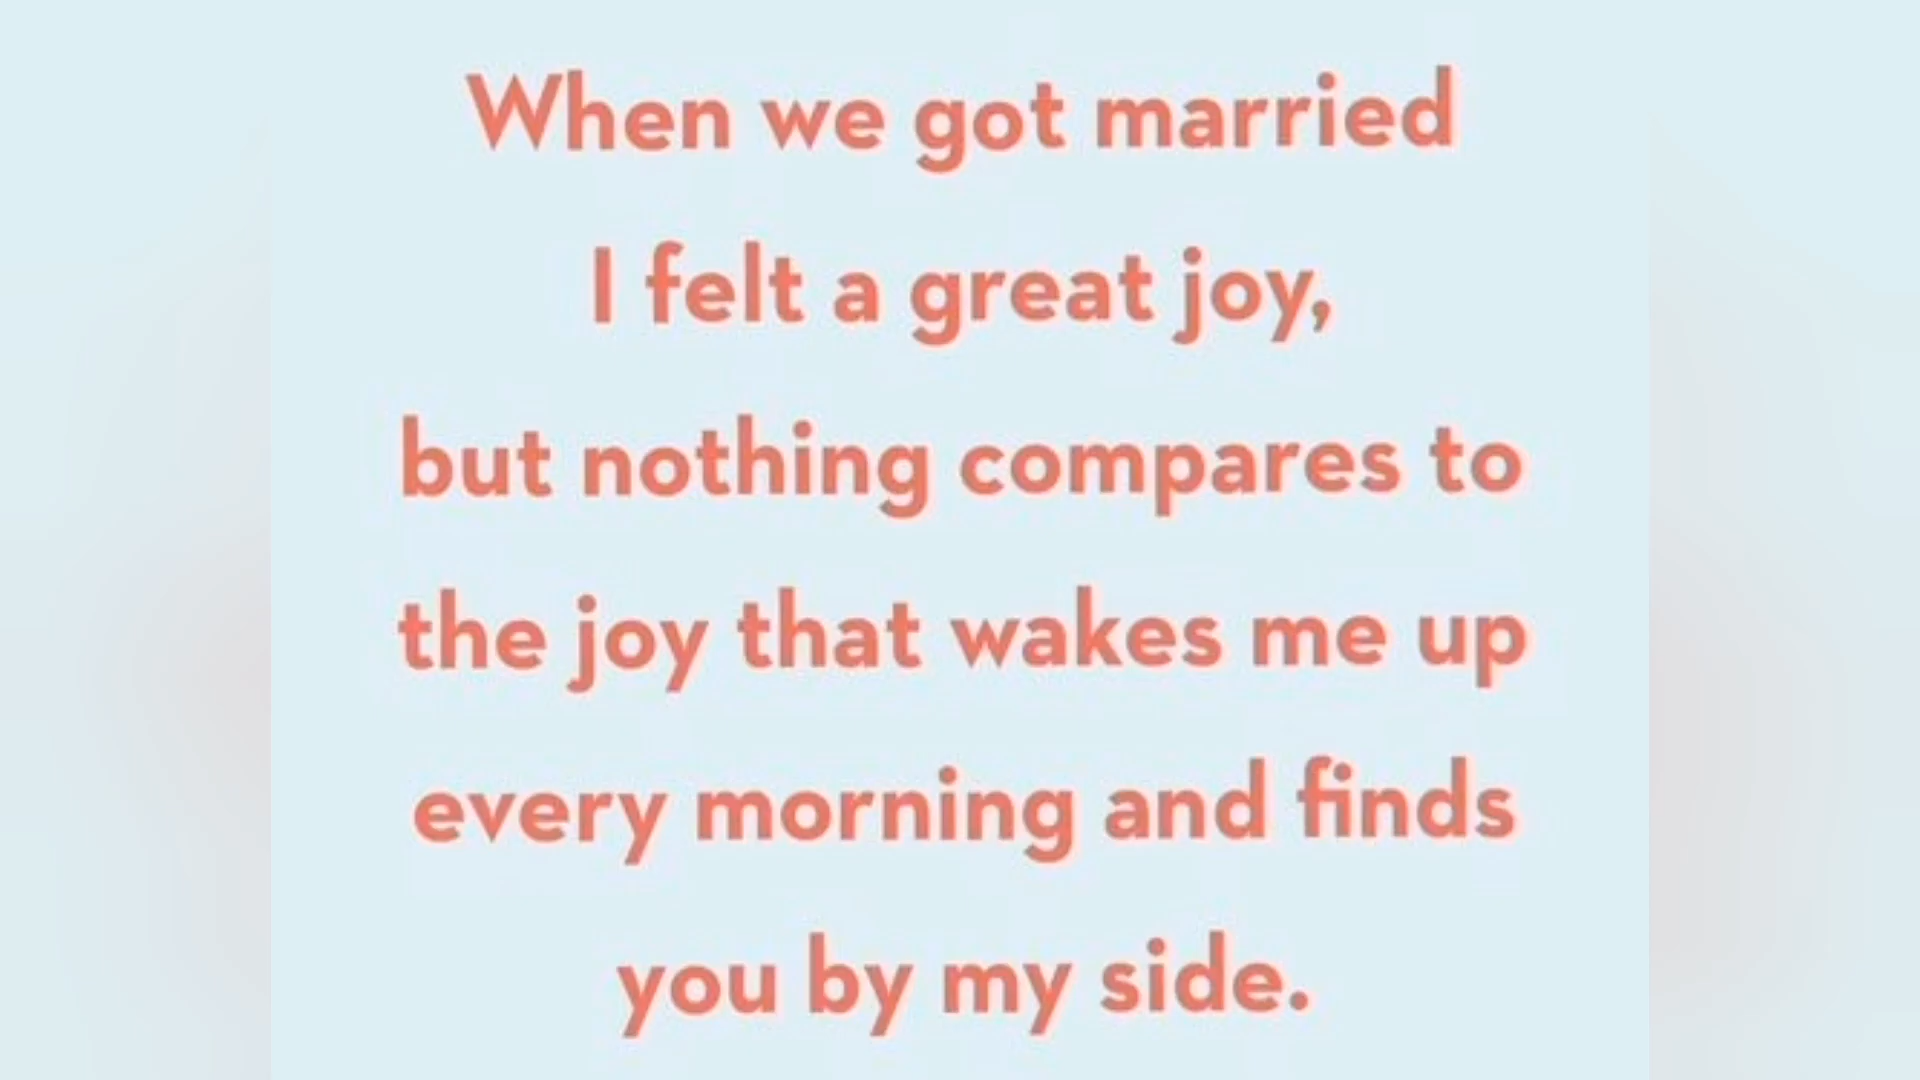 When we got married
I felt a great joy,
but nothing compares to
the joy that wakes me up
every morning and finds
you by my side.